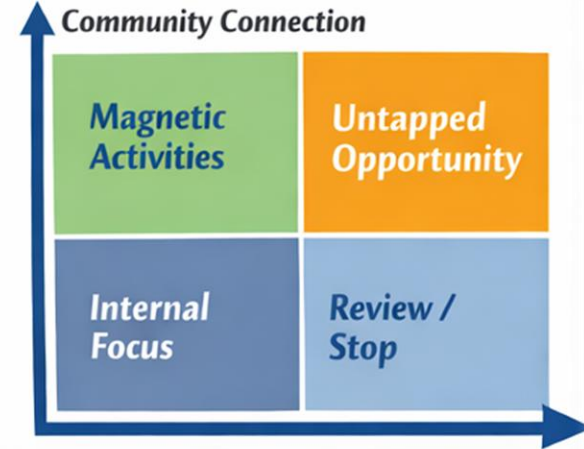 Community Connection
Magnetic
Activities
Untapped
Opportunity
Internal
Focus
Review /
Stop